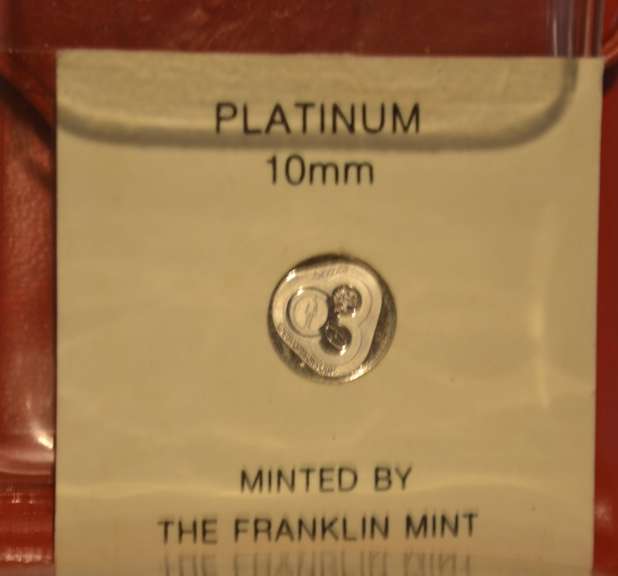 PLATINUM
10mm
MINTED BY
THE FRANKLIN MINT